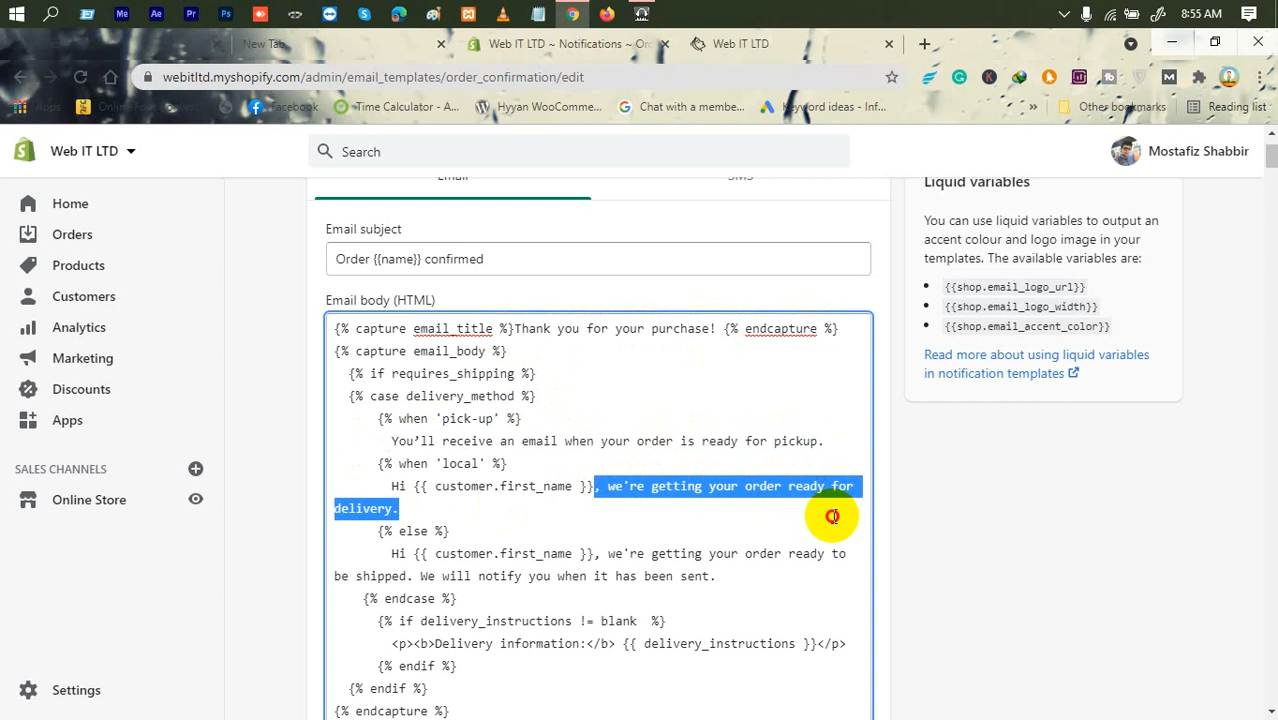 8:55 AM
New Tab
Web IT LTD ~ Notifications ~ Or
Web IT LTD
webitltd.myshopify.com/admin/email_templates/order_confirmation/edit
Apps
Facebook
Time Calculator - A...
Hyyan WooComme...
Chat with a membe...
Keyword ideas - Inf...
Other bookmarks
Reading list
Web IT LTD
Search
Mostafiz Shabbir
Home
Orders
Products
Customers
Analytics
Marketing
Discounts
Apps
SALES CHANNELS
Online Store
Settings
Email
SMS
Email subject
Order {{name}} confirmed
Email body (HTML)
{% capture email_title %}Thank you for your purchase! {% endcapture %}
{% capture email_body %}
{% if requires_shipping %}
{% case delivery_method %}
{% when 'pick-up' %}
You’ll receive an email when your order is ready for pickup.
{% when 'local' %}
Hi {{ customer.first_name }}, we're getting your order ready for
delivery.
{% else %}
Hi {{ customer.first_name }}, we're getting your order ready to
be shipped. We will notify you when it has been sent.
{% endcase %}
{% if delivery_instructions != blank  %}
<p><b>Delivery information:</b> {{ delivery_instructions }}</p>
{% endif %}
{% endif %}
{% endcapture %}
Liquid variables
You can use liquid variables to output an
accent colour and logo image in your
templates. The available variables are:
{{shop.email_logo_url}}
{{shop.email_logo_width}}
{{shop.email_accent_color}}
Read more about using liquid variables
in notification templates